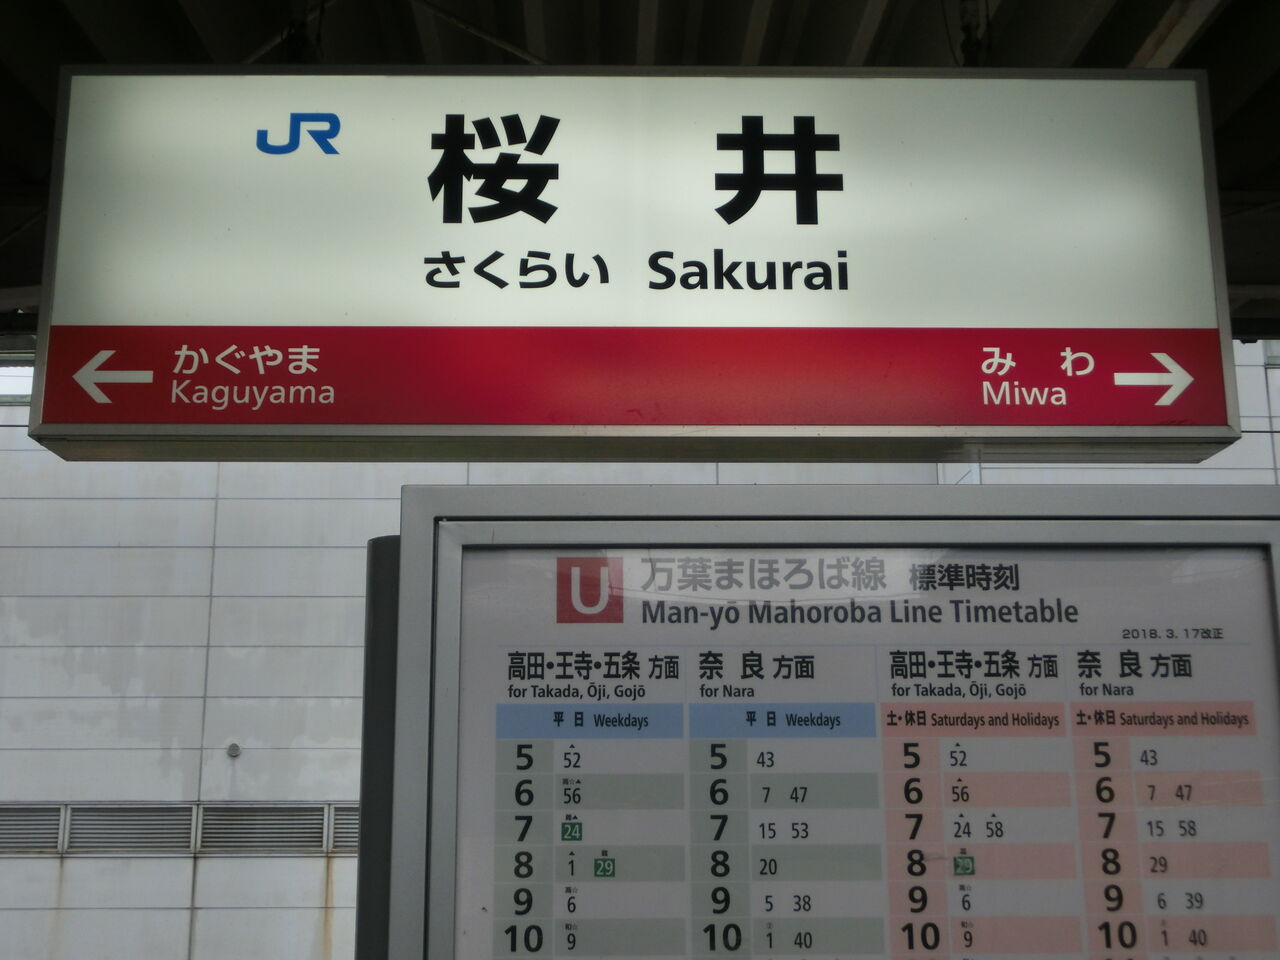 JR
桜井
さくらい Sakurai
かぐやま
Kaguyama
みわ
Miwa
U 万葉まほろば線 標準時刻
Man-yō Mahoroba Line Timetable
2018. 3. 17改正
高田・王寺・五条 方面 奈良 方面 高田・王寺・五条 方面 奈良 方面
for Takada, Ōji, Gojō for Nara for Takada, Ōji, Gojō for Nara
平日 Weekdays 平日 Weekdays 土・休日 Saturdays and Holidays 土・休日 Saturdays and Holidays
5 52 5 43 5 52 5 43
6 56 6 7 47 6 56 6 7 47
7 24 7 15 53 7 24 58 7 15 58
8 1 29 8 20 8 8 29
9 6 9 5 38 9 6 9 6 39
10 9 10 1 40 10 9 10 1 40